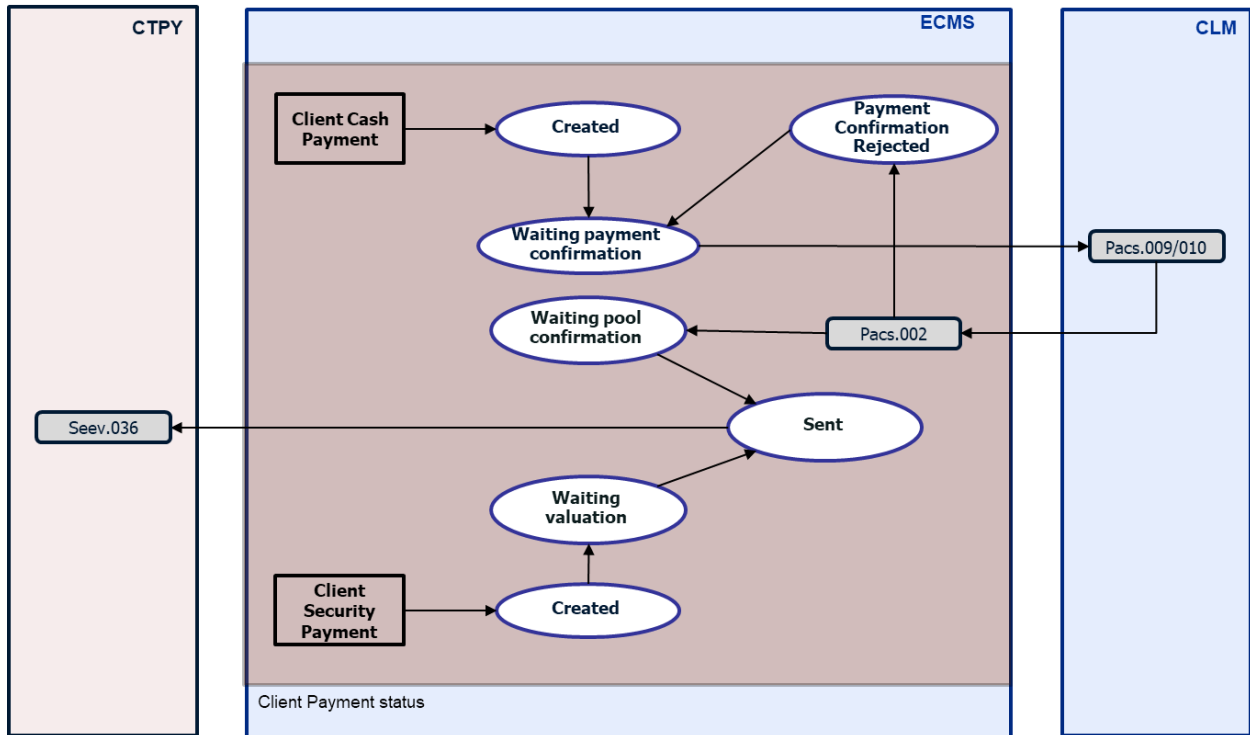 CTPY
ECMS
CLM
Client Cash
Payment
Created
Payment
Confirmation
Rejected
Waiting payment
confirmation
Pacs.009/010
Waiting pool
confirmation
Pacs.002
Seev.036
Sent
Waiting
valuation
Client
Security
Payment
Created
Client Payment status